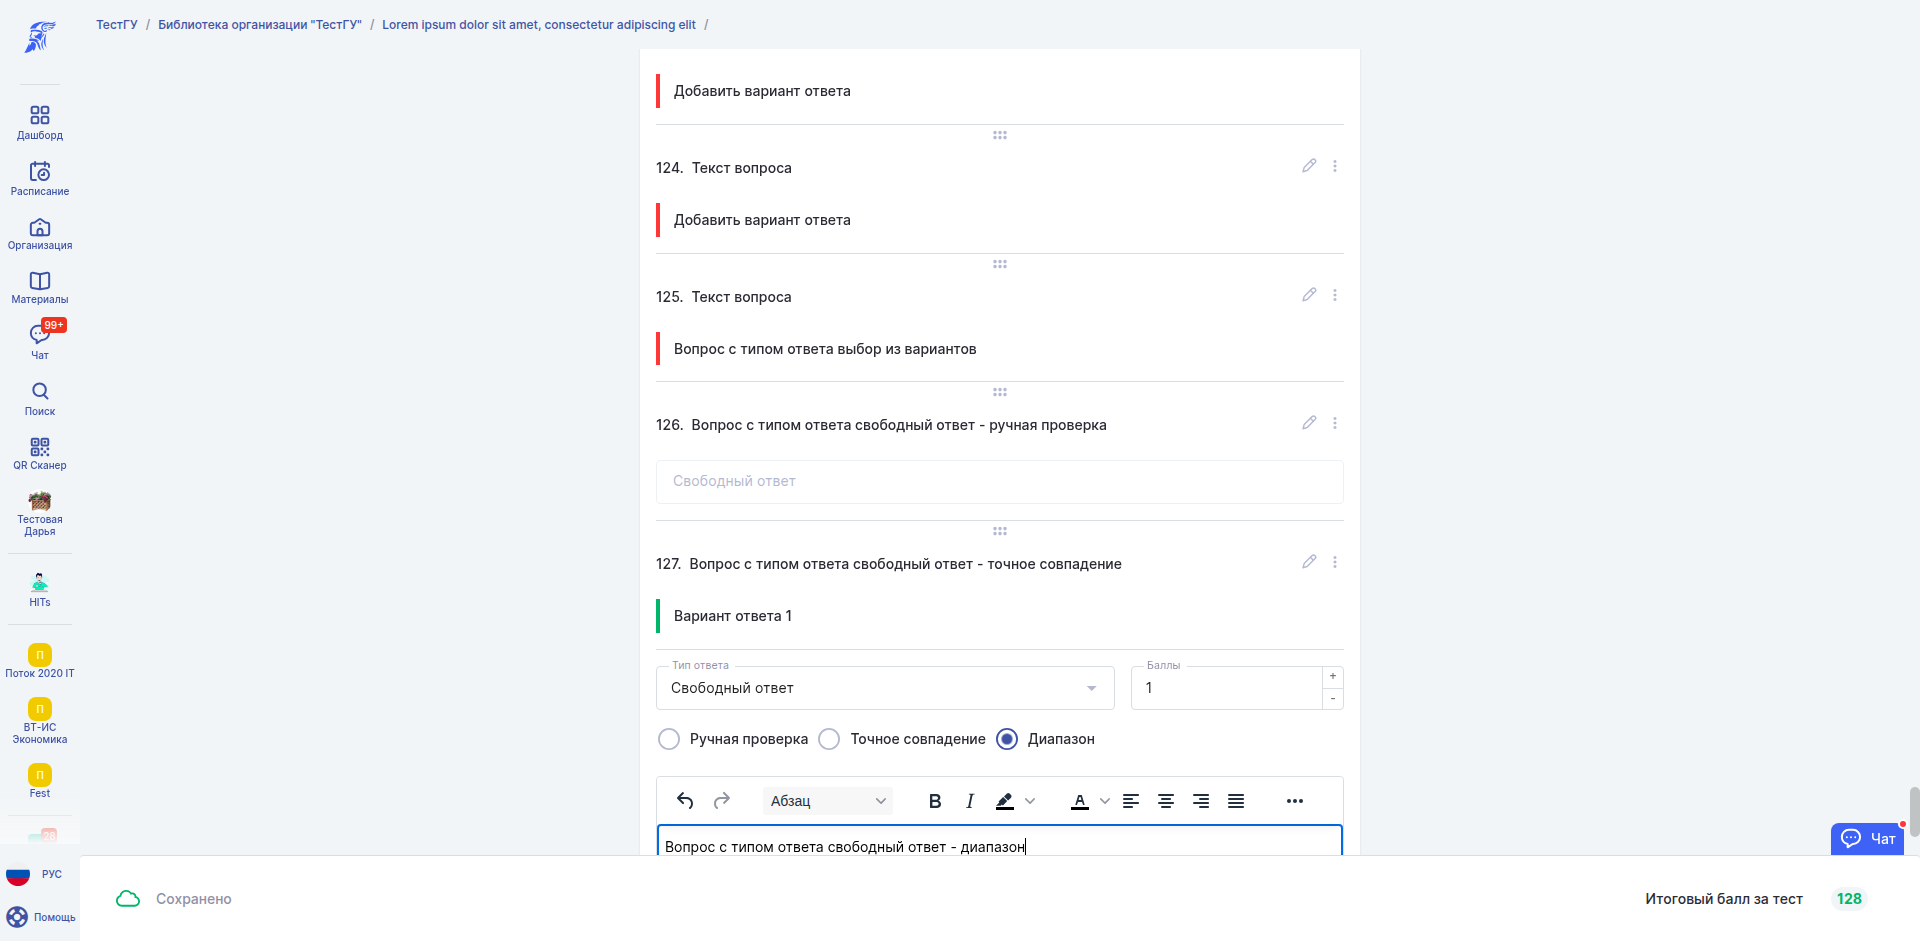 ТестГУ / Библиотека организации "ТестГУ" / Lorem ipsum dolor sit amet, consectetur adipiscing elit /
Дашборд
Расписание
Организация
Материалы
99+
Чат
Поиск
QR Сканер
Тестовая
Дарья
HITs
П
Поток 2020 IT
П
ВТ-ИС
Экономика
П
Fest
28
РУС
Помощь
Добавить вариант ответа
124. Текст вопроса
Добавить вариант ответа
125. Текст вопроса
Вопрос с типом ответа выбор из вариантов
126. Вопрос с типом ответа свободный ответ - ручная проверка
Свободный ответ
127. Вопрос с типом ответа свободный ответ - точное совпадение
Вариант ответа 1
Тип ответа
Свободный ответ
Баллы
1
+
-
Ручная проверка Точное совпадение Диапазон
Абзац B I A
Вопрос с типом ответа свободный ответ - диапазон
Чат
Сохранено
Итоговый балл за тест 128